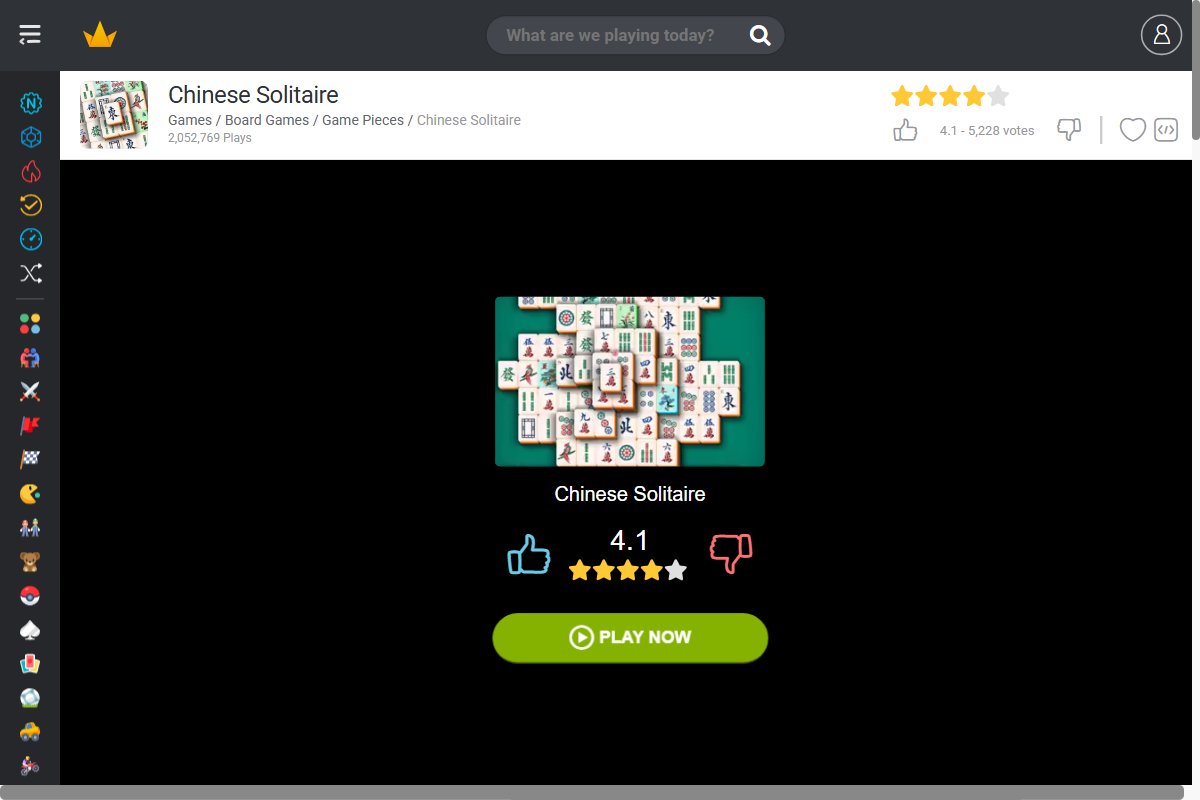 What are we playing today?
Chinese Solitaire
Games / Board Games / Game Pieces / Chinese Solitaire
2,052,769 Plays
4.1 - 5,228 votes
Chinese Solitaire
4.1
PLAY NOW